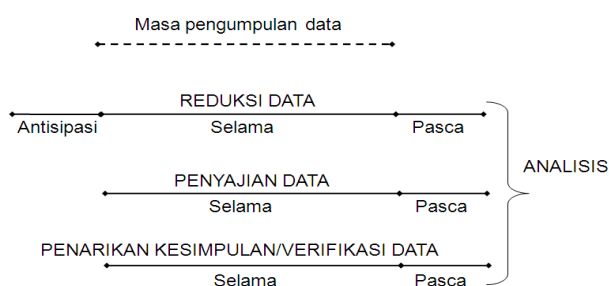 Masa pengumpulan data
REDUKSI DATA
Antisipasi Selama Pasca
ANALISIS
PENYAJIAN DATA
Selama Pasca
PENARIKAN KESIMPULAN/VERIFIKASI DATA
Selama Pasca